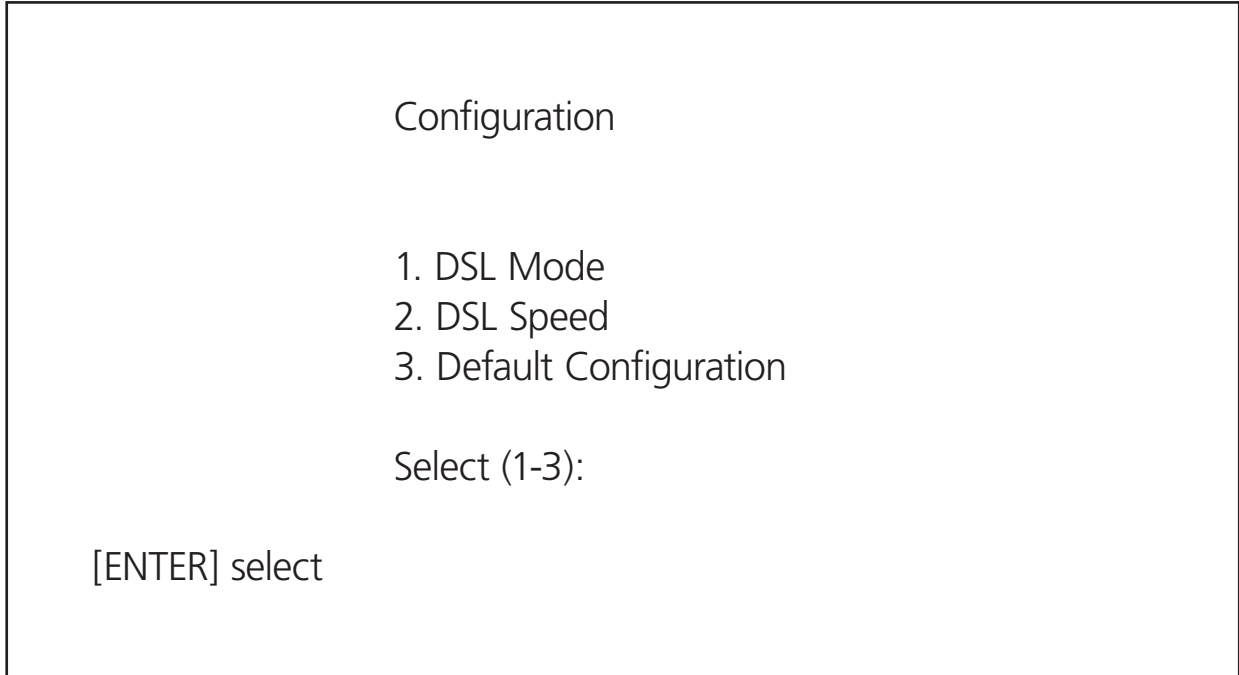 Configuration
1. DSL Mode
2. DSL Speed
3. Default Configuration
Select (1-3):
[ENTER] select